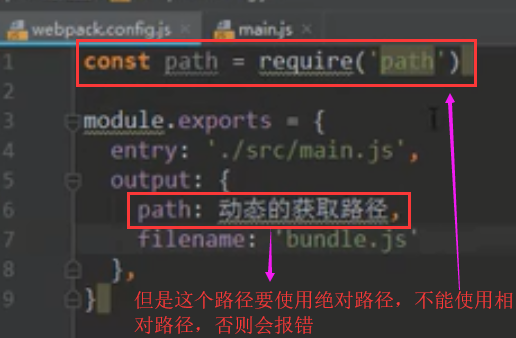 webpack.config.js × main.js ×
1 const path = require('path')
2
3 module.exports = {
4 entry: './src/main.js',
5 output: {
6 path: 动态的获取路径,
7 filename: 'bundle.js'
8 },
9 }
但是这个路径要使用绝对路径，不能使用相
对路径，否则会报错